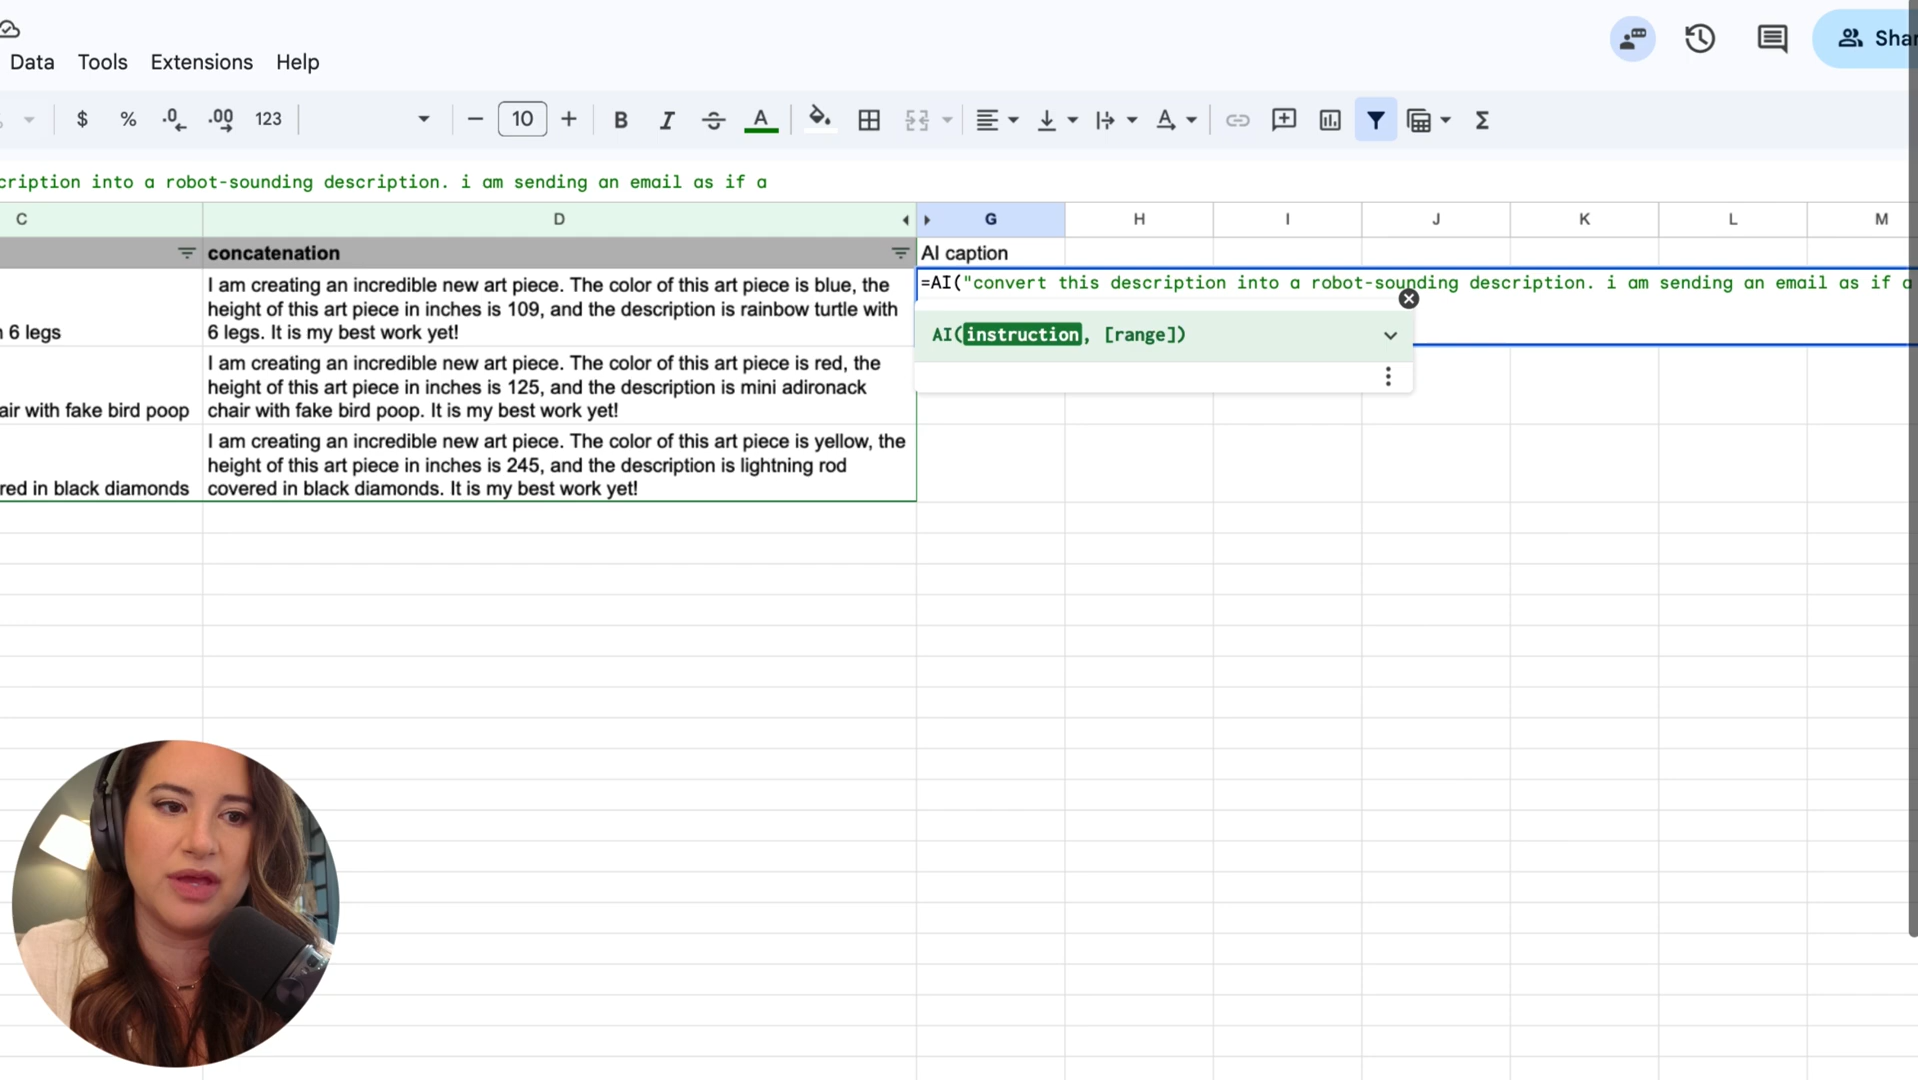 Data Tools Extensions Help
Shar
$ % .0 .00 123 − 10 + B I S A A Σ
cription into a robot-sounding description. i am sending an email as if a
C D G H I J K L M
concatenation AI caption
I am creating an incredible new art piece. The color of this art piece is blue, the
height of this art piece in inches is 109, and the description is rainbow turtle with
6 legs. It is my best work yet!
n 6 legs
=AI("convert this description into a robot-sounding description. i am sending an email as if a
AI(instruction, [range])
I am creating an incredible new art piece. The color of this art piece is red, the
height of this art piece in inches is 125, and the description is mini adironack
chair with fake bird poop. It is my best work yet!
air with fake bird poop
I am creating an incredible new art piece. The color of this art piece is yellow, the
height of this art piece in inches is 245, and the description is lightning rod
covered in black diamonds. It is my best work yet!
red in black diamonds